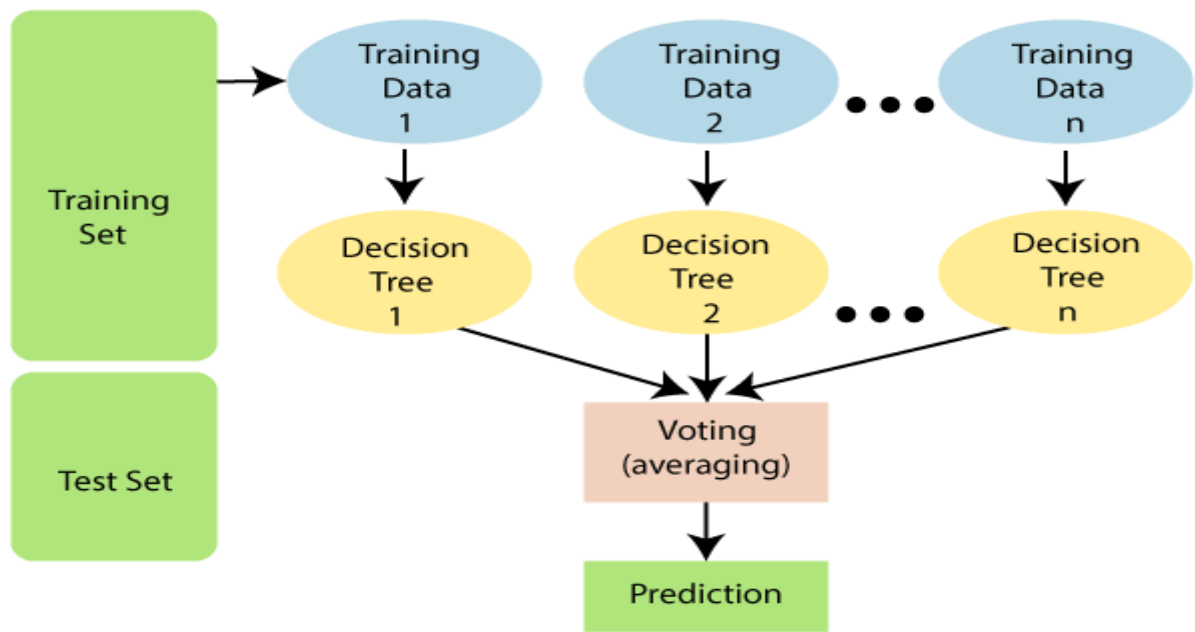 Training
Set
Test Set
Training
Data
1
Training
Data
2
Training
Data
n
Decision
Tree
1
Decision
Tree
2
Decision
Tree
n
Voting
(averaging)
Prediction